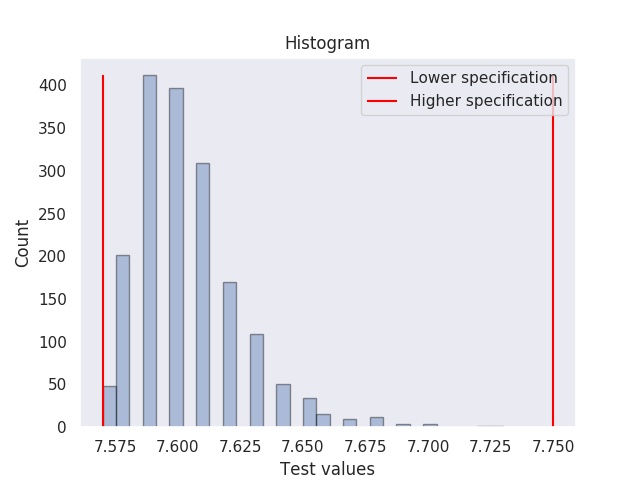 Histogram
Lower specification
Higher specification
400
350
300
250
200
150
100
50
0
Count
7.575 7.600 7.625 7.650 7.675 7.700 7.725 7.750
Test values